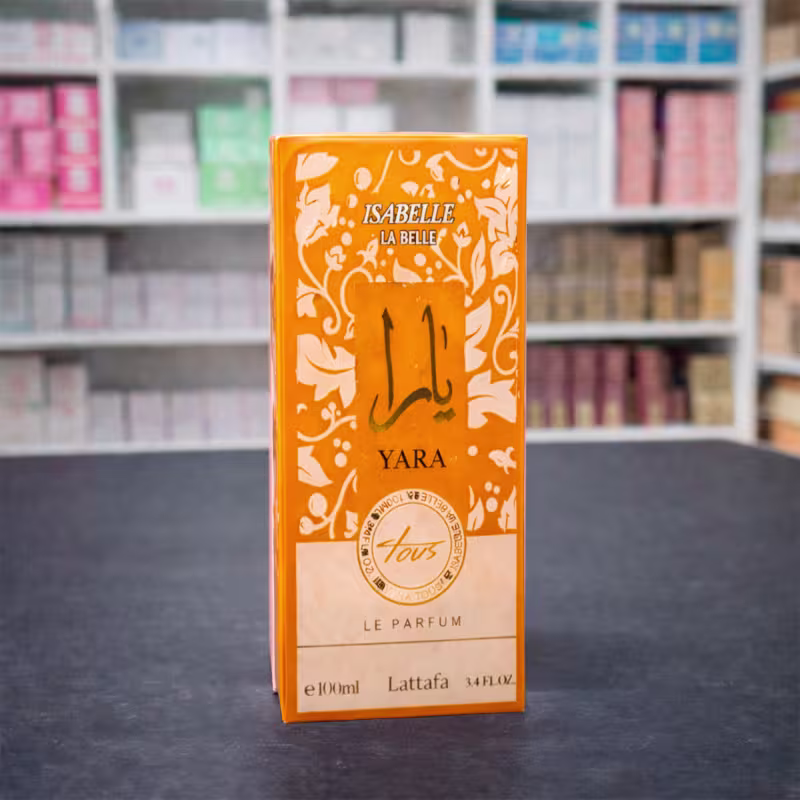 ISABELLE
LA BELLE
يارا
YARA
Tous
LE PARFUM
e100ml Lattafa 3.4 FL.OZ.